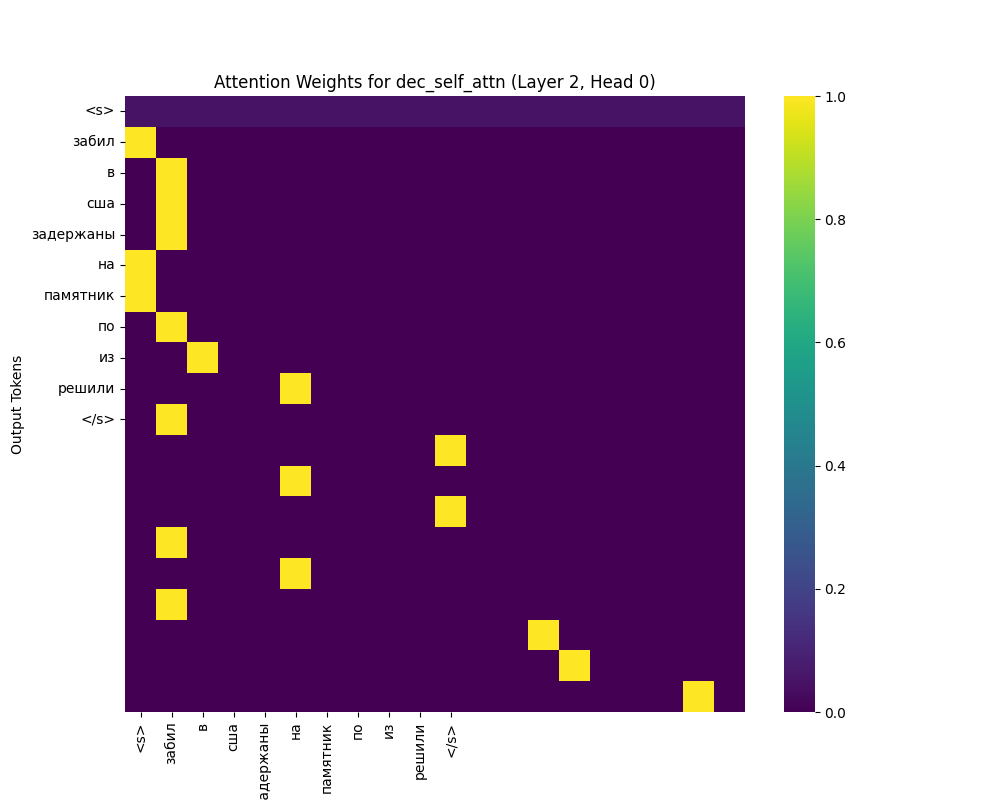 Attention Weights for dec_self_attn (Layer 2, Head 0)
Output Tokens
<s>
забил
в
сша
задержаны
на
памятник
по
из
решили
</s>
<s>
забил
в
сша
адержаны
на
памятник
по
из
решили
</s>
1.0
0.8
0.6
0.4
0.2
0.0